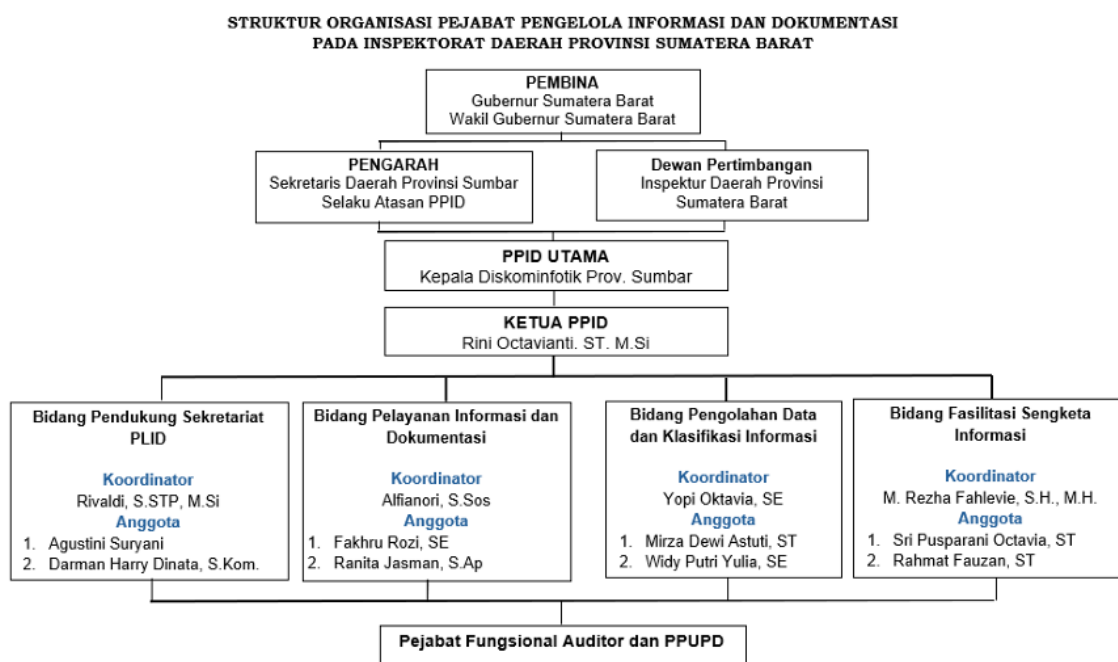 STRUKTUR ORGANISASI PEJABAT PENGELOLA INFORMASI DAN DOKUMENTASI
PADA INSPEKTORAT DAERAH PROVINSI SUMATERA BARAT
PEMBINA
Gubernur Sumatera Barat
Wakil Gubernur Sumatera Barat
PENGARAH
Sekretaris Daerah Provinsi Sumbar
Selaku Atasan PPID
Dewan Pertimbangan
Inspektur Daerah Provinsi
Sumatera Barat
PPID UTAMA
Kepala Diskominfotik Prov. Sumbar
KETUA PPID
Rini Octavianti. ST. M.Si
Bidang Pendukung Sekretariat
PLID
Koordinator
Rivaldi, S.STP, M.Si
Anggota
1. Agustini Suryani
2. Darman Harry Dinata, S.Kom.
Bidang Pelayanan Informasi dan
Dokumentasi
Koordinator
Alfianori, S.Sos
Anggota
1. Fakhru Rozi, SE
2. Ranita Jasman, S.Ap
Bidang Pengolahan Data
dan Klasifikasi Informasi
Koordinator
Yopi Oktavia, SE
Anggota
1. Mirza Dewi Astuti, ST
2. Widy Putri Yulia, SE
Bidang Fasilitasi Sengketa
Informasi
Koordinator
M. Rezha Fahlevie, S.H., M.H.
Anggota
1. Sri Pusparani Octavia, ST
2. Rahmat Fauzan, ST
Pejabat Fungsional Auditor dan PPUPD